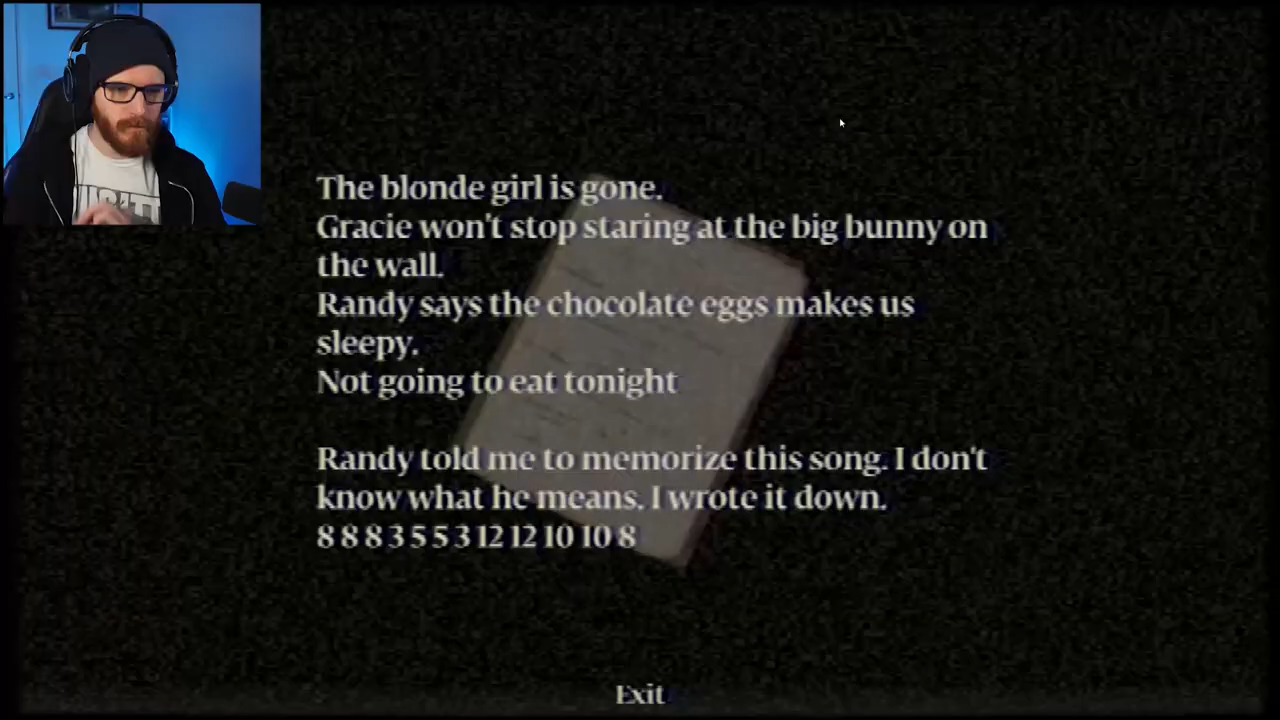 The blonde girl is gone.
Gracie won't stop staring at the big bunny on
the wall.
Randy says the chocolate eggs makes us
sleepy.
Not going to eat tonight
Randy told me to memorize this song. I don't
know what he means. I wrote it down.
8 8 8 3 5 5 3 12 12 10 10 8
Exit